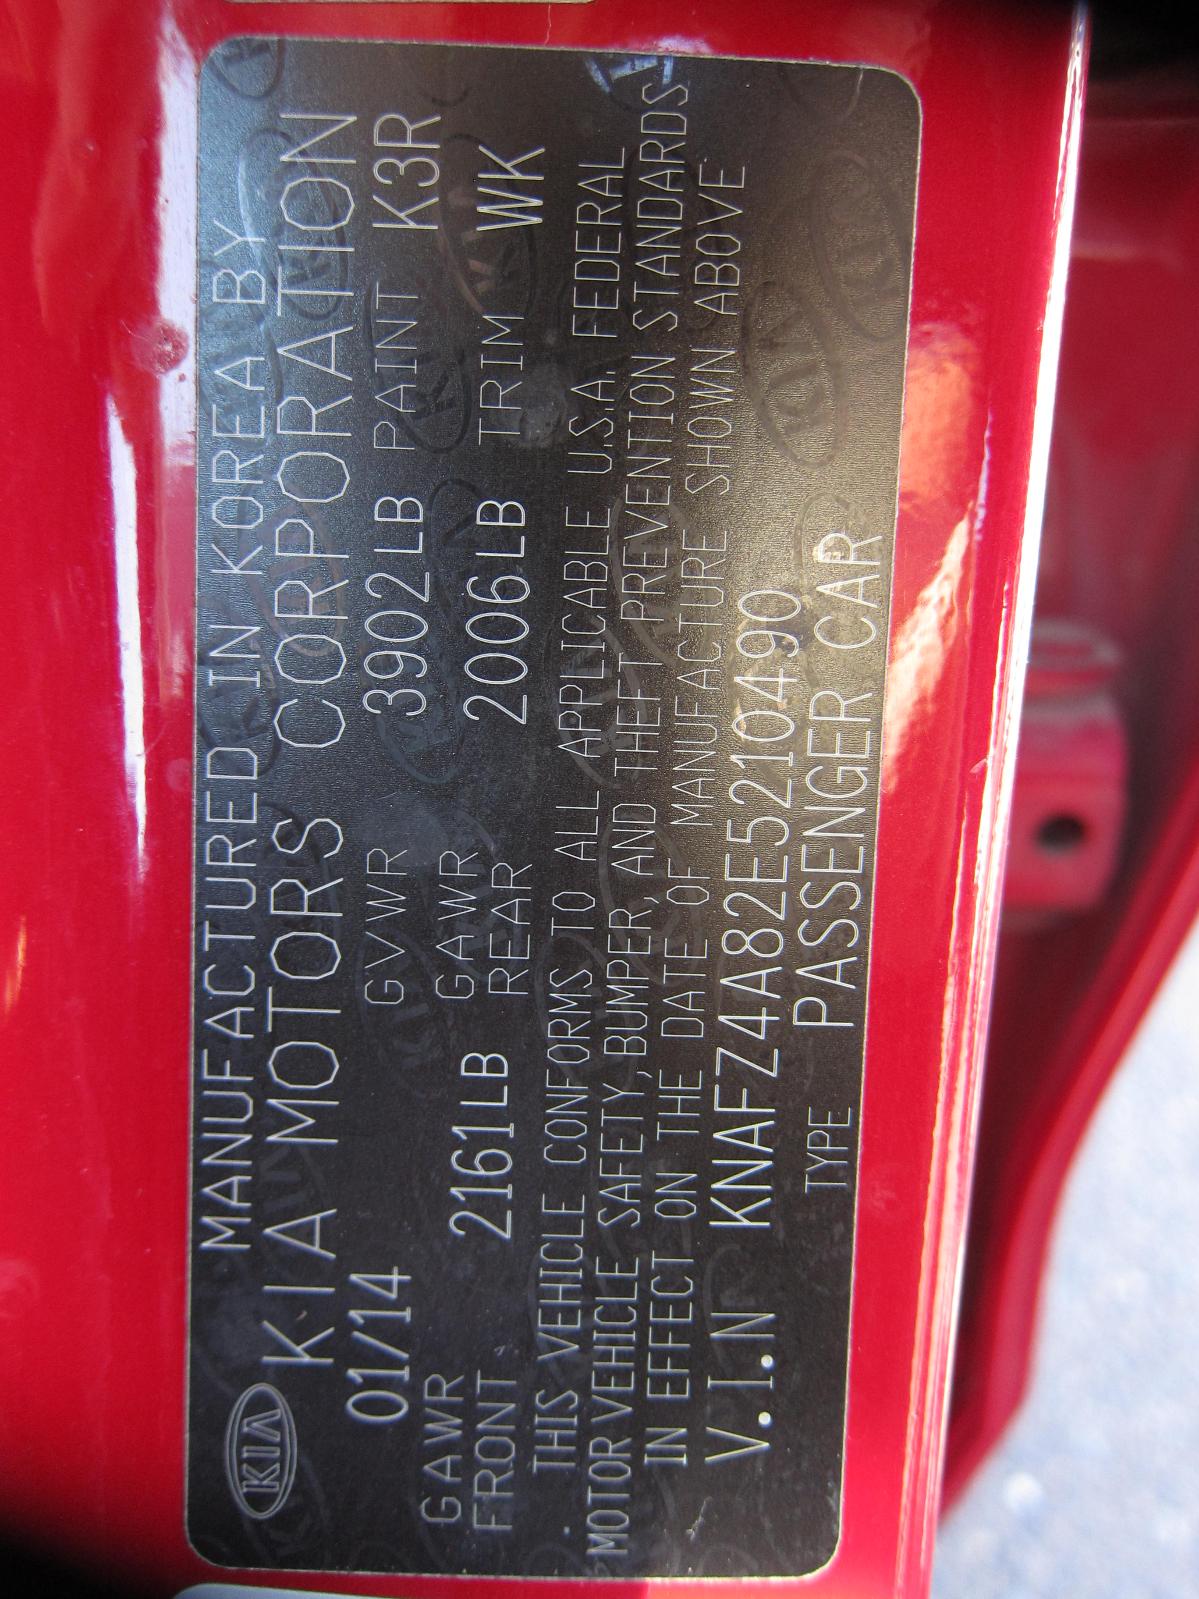 KIA MANUFACTURED IN KOREA BY
KIA MOTORS CORPORATION
01/14 GVWR 3902LB PAINT K3R
GAWR FRONT 2161LB GAWR REAR 2006LB TRIM WK
THIS VEHICLE CONFORMS TO ALL APPLICABLE U.S.A. FEDERAL
MOTOR VEHICLE SAFETY,BUMPER,AND THEFT PREVENTION STANDARDS
IN EFFECT ON THE DATE OF MANUFACTURE SHOWN ABOVE
V.I.N KNAFZ4A82E5210490
TYPE PASSENGER CAR